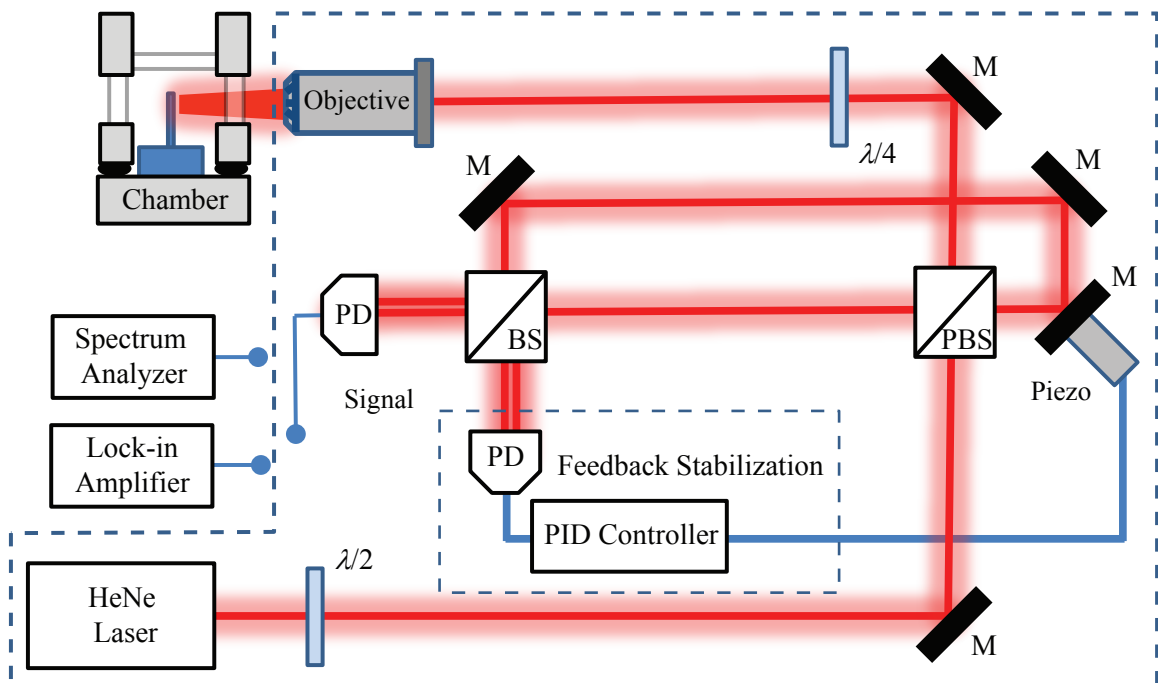 M
Objective
λ/4
M
M
Chamber
M
PD
BS
PBS
Spectrum
Analyzer
Signal
Piezo
Lock-in
Amplifier
PD
Feedback Stabilization
PID Controller
λ/2
HeNe
Laser
M